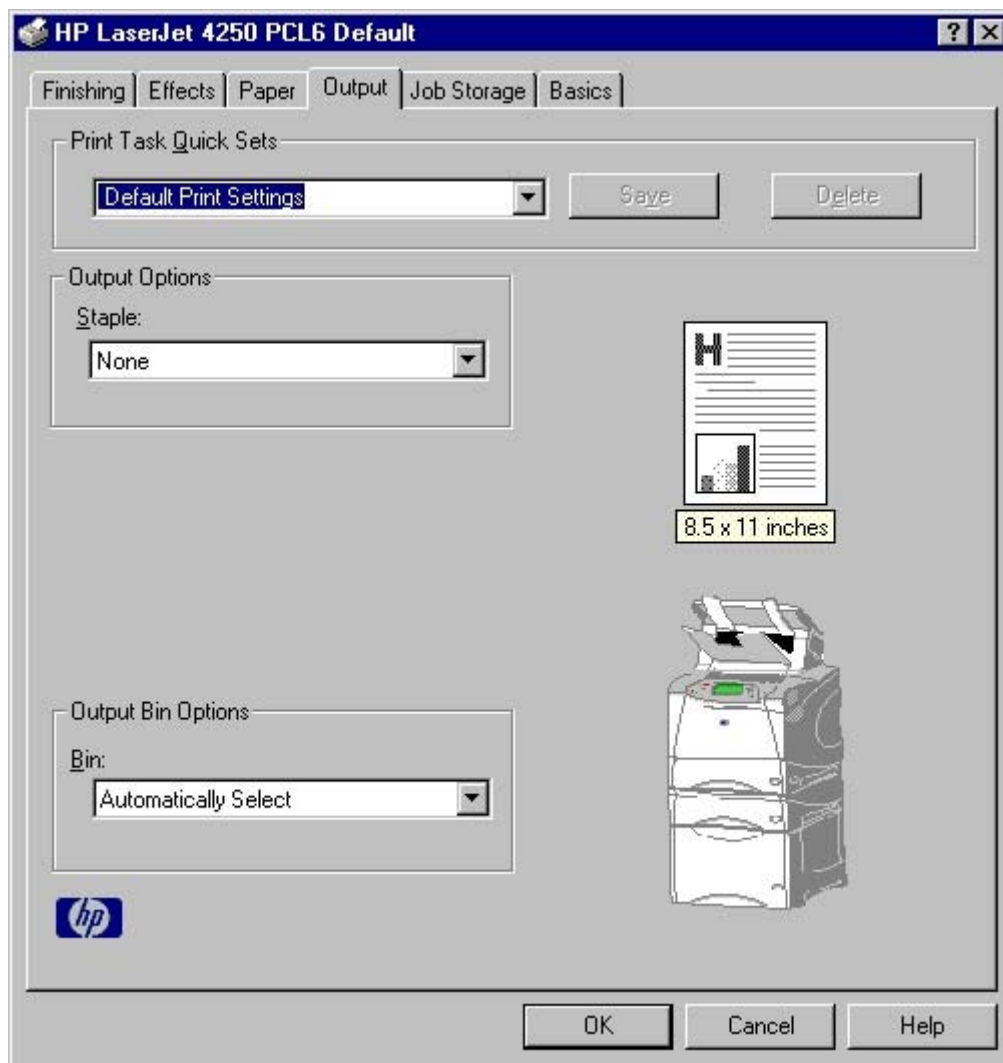 HP LaserJet 4250 PCL6 Default
Finishing Effects Paper Output Job Storage Basics
Print Task Quick Sets
Default Print Settings Save Delete
Output Options
Staple:
None
H
8.5 x 11 inches
Output Bin Options
Bin:
Automatically Select
hp
OK Cancel Help